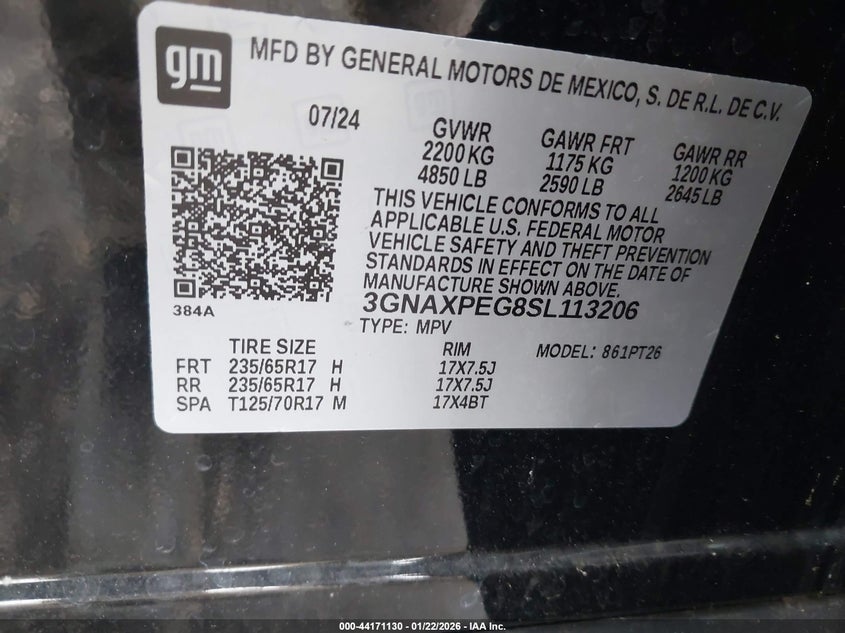 gm
MFD BY GENERAL MOTORS DE MEXICO, S. DE R.L. DE C.V.
07/24
GVWR
2200 KG
4850 LB
GAWR FRT
1175 KG
2590 LB
GAWR RR
1200 KG
2645 LB
THIS VEHICLE CONFORMS TO ALL
APPLICABLE U.S. FEDERAL MOTOR
VEHICLE SAFETY AND THEFT PREVENTION
STANDARDS IN EFFECT ON THE DATE OF
MANUFACTURE SHOWN ABOVE.
384A
3GNAXPEG8SL113206
TYPE: MPV
TIRE SIZE RIM MODEL: 861PT26
FRT 235/65R17 H 17X7.5J
RR 235/65R17 H 17X7.5J
SPA T125/70R17 M 17X4BT
000-44171130 - 01/22/2026 - IAA Inc.